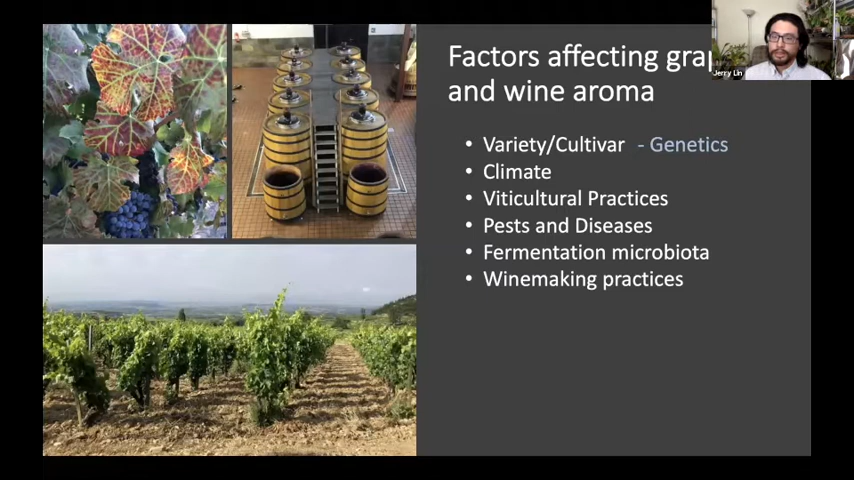 Factors affecting
and wine aroma
• Variety/Cultivar - Genetics
• Climate
• Viticultural Practices
• Pests and Diseases
• Fermentation microbiota
• Winemaking practices
Jerry Lin